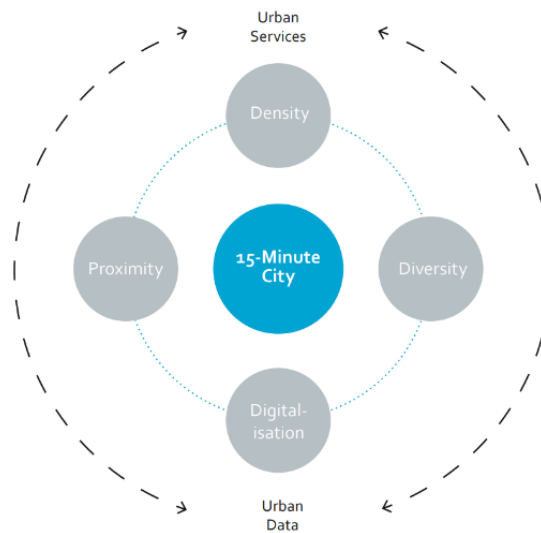 Urban
Services
Density
Proximity
15-Minute
City
Diversity
Digital-
isation
Urban
Data